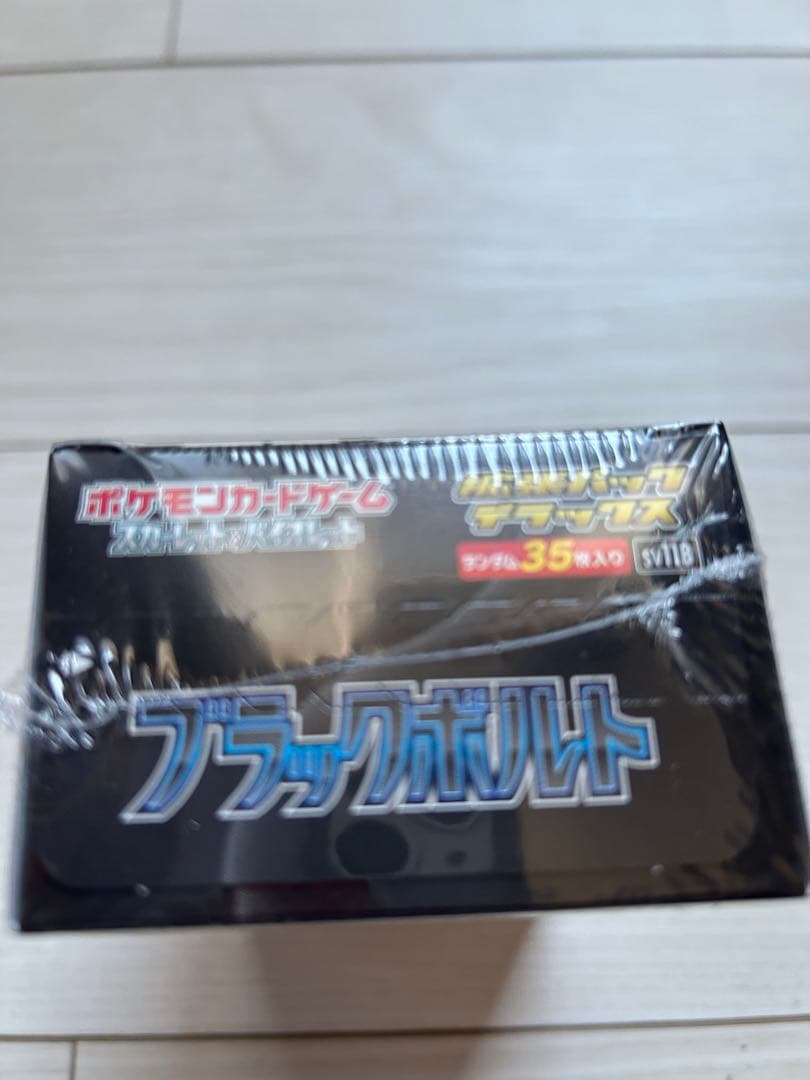 ポケモンカードゲーム
スカーレット&バイオレット
拡張パック
デラックス
ランダム35枚入り SV11B
ブラックボルト